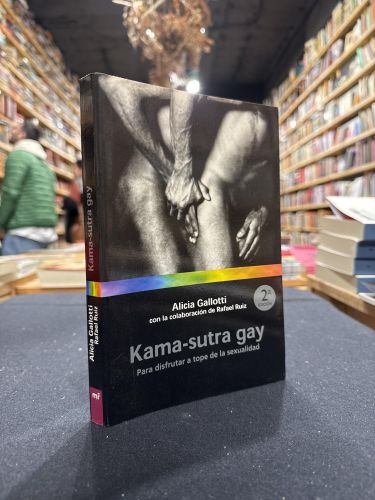 Alicia Gallotti
con la colaboración de Rafael Ruiz
2ª
EDICIÓN
Kama-sutra gay
Para disfrutar a tope de la sexualidad
Kama-sutra gay
Alicia Gallotti
Rafael Ruiz
mr